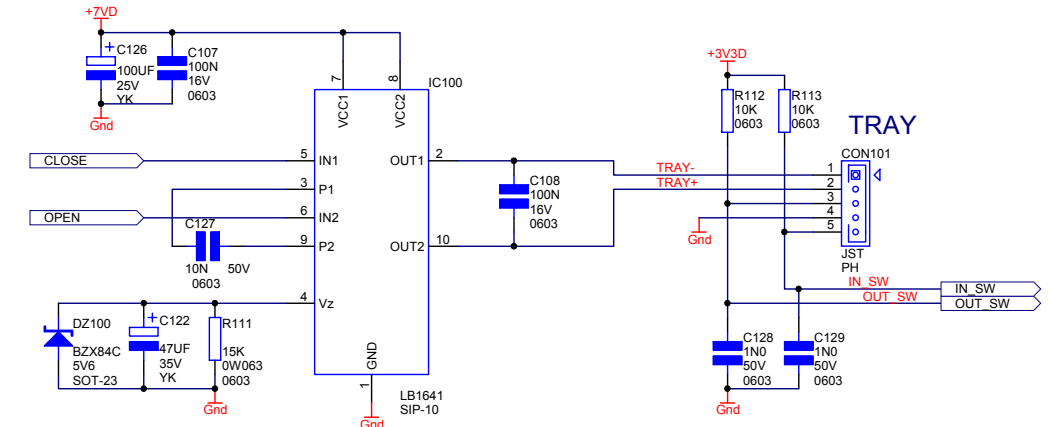 +7VD
C126
100UF
25V
YK
C107
100N
16V
0603
Gnd
7
8
VCC1
VCC2
IC100
CLOSE
5
IN1
3
P1
OPEN
6
IN2
C127
10N
50V
0603
9
P2
4
Vz
OUT1
2
OUT2
10
C108
100N
16V
0603
DZ100
BZX84C
5V6
SOT-23
C122
47UF
35V
YK
R111
15K
0W063
0603
Gnd
GND
1
Gnd
LB1641
SIP-10
+3V3D
R112
10K
0603
R113
10K
0603
TRAY
CON101
TRAY-
TRAY+
1
2
3
4
5
Gnd
JST
PH
IN_SW
OUT_SW
IN_SW
OUT_SW
C128
1N0
50V
0603
C129
1N0
50V
0603
Gnd